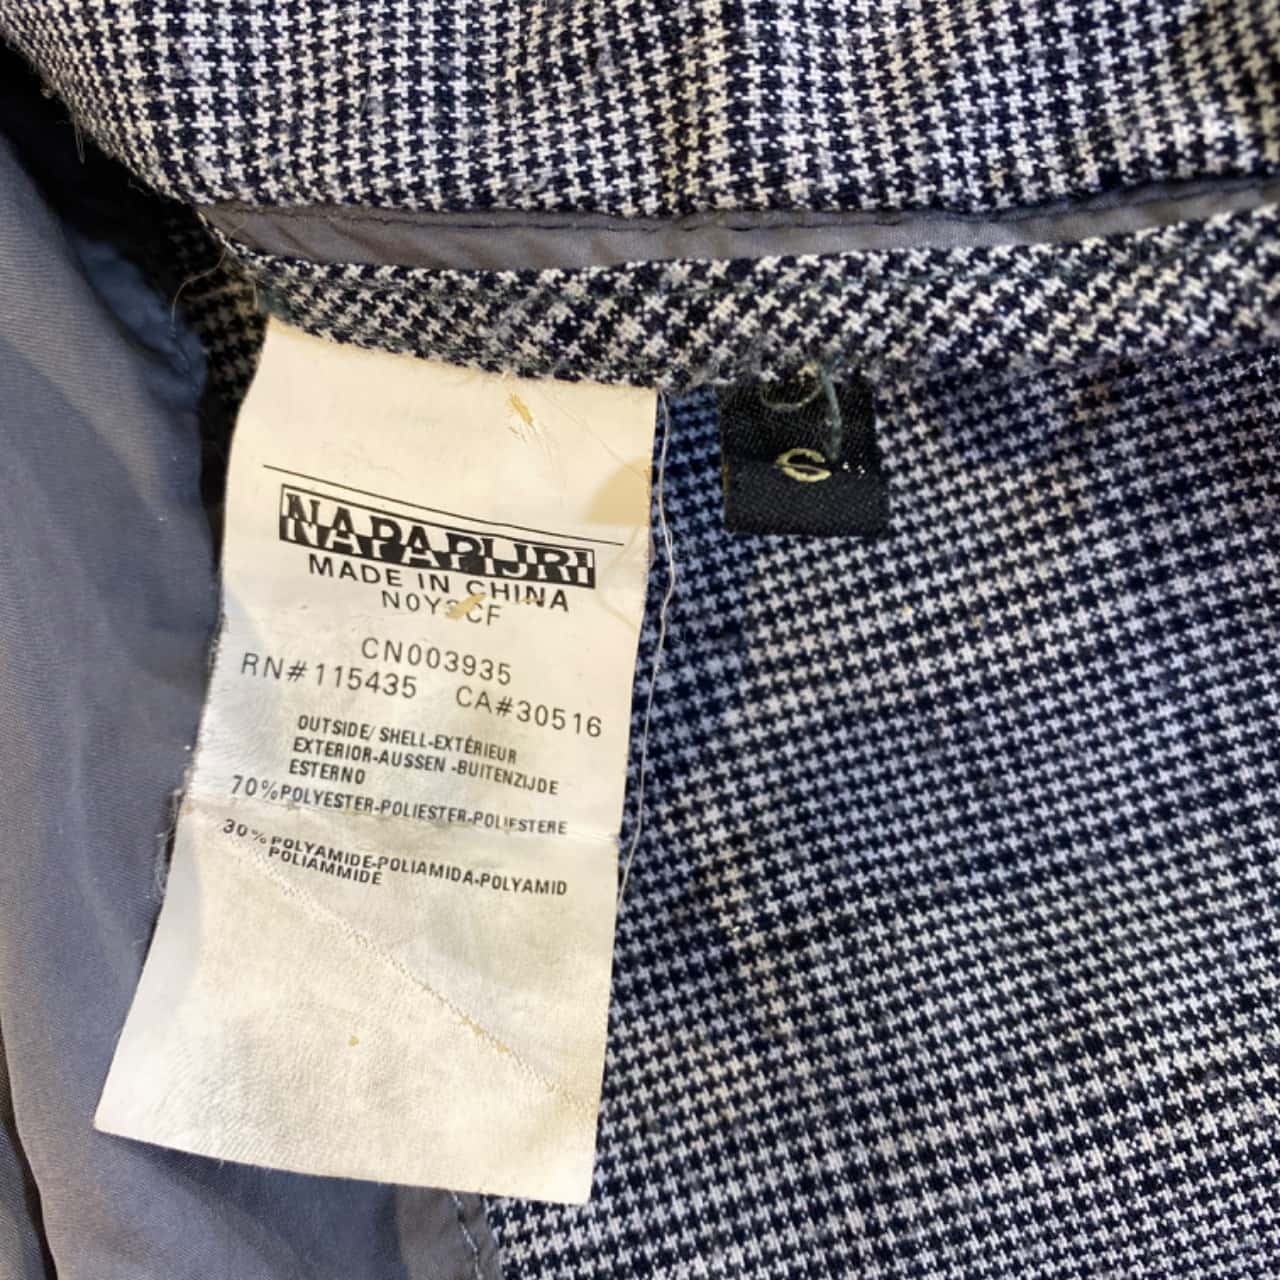 NAPAPIJRI
MADE IN CHINA
CN003935
RN#115435 CA#30516
OUTSIDE/ SHELL-EXTÉRIEUR
EXTERIOR-AUSSEN -BUITENZIJDE
ESTERNO
70%POLYESTER-POLIESTER-POLIESTERE
30%POLYAMIDE-POLIAMIDA-POLYAMID
POLIAMMIDE
S